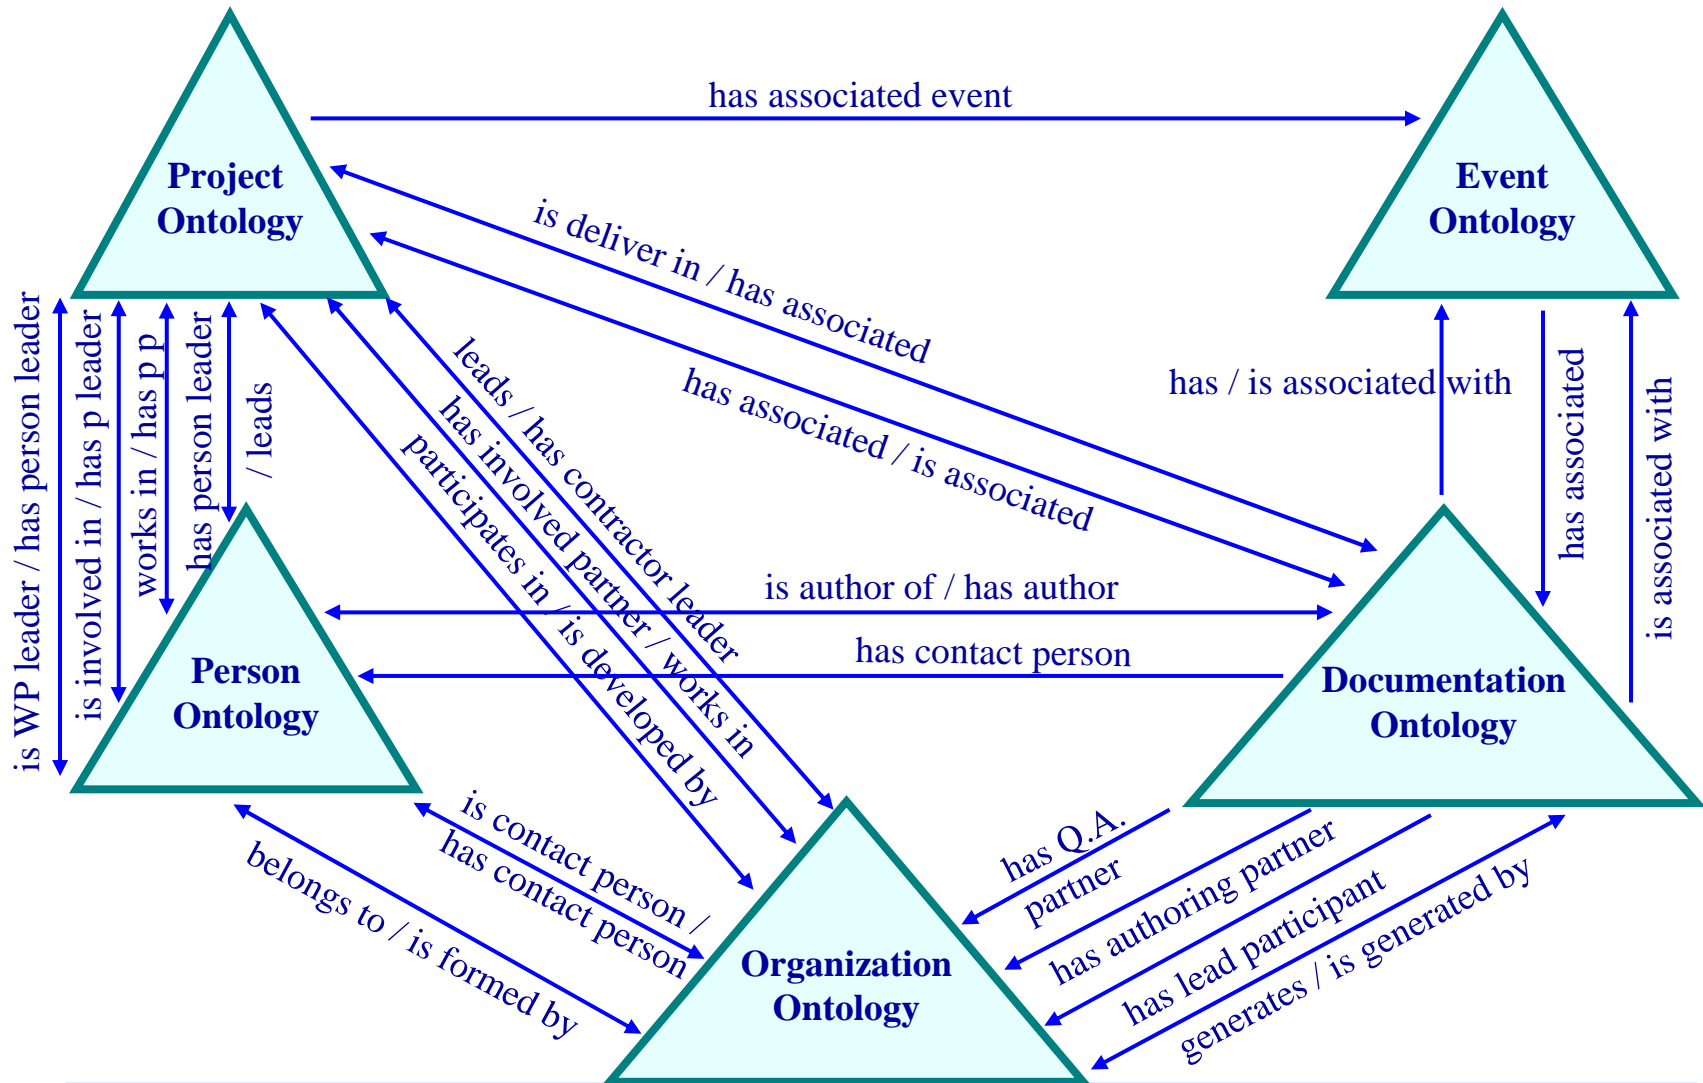 has associated event
Project
Ontology
Event
Ontology
is deliver in / has associated
has associated / is associated
is WP leader / has person leader
is involved in / has p leader
works in / has p p
has person leader
/ leads
leads / has contractor leader
has involved partner / works in
participates in / is developed by
has / is associated with
has associated
is associated with
is author of / has author
has contact person
Person
Ontology
Documentation
Ontology
is contact person /
has contact person
belongs to / is formed by
has Q.A.
partner
has authoring partner
has lead participant
generates / is generated by
Organization
Ontology